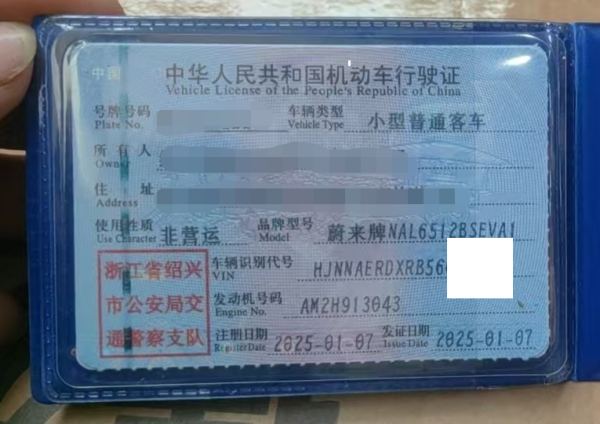 中国
中华人民共和国机动车行驶证
Vehicle License of the People's Republic of China
号牌号码 车辆类型 小型普通客车
Plate No. Vehicle Type
所有人
Owner
住址
Address
使用性质 非营运 品牌型号 蔚来牌NAL6512BSEVA1
Use Character Model
浙江省绍兴
市公安局交
通警察支队
车辆识别代号 HJNNAERDXRB56
VIN
发动机号码 AM2H913043
Engine No.
注册日期 2025-01-07 发证日期 2025-01-07
Register Date Issue Date